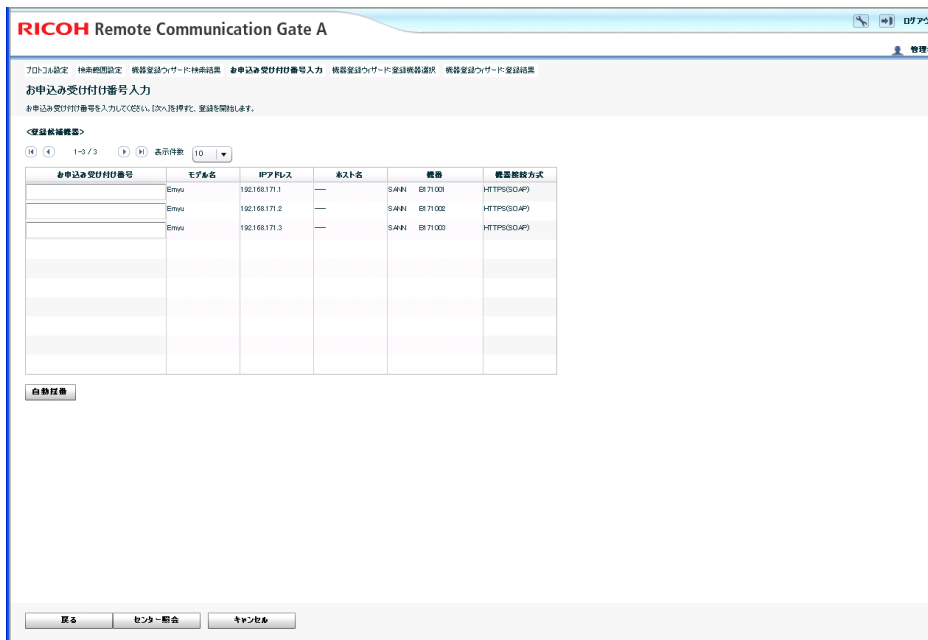 RICOH Remote Communication Gate A
ログアウ
管理
プロトコル設定 検索範囲設定 機器登録ウィザード:検索結果 お申込み受け付け番号入力 機器登録ウィザード:登録機器選択 機器登録ウィザード:登録結果
お申込み受け付け番号入力
お申込み受け付け番号を入力してください。[次へ]を押すと、登録を開始します。
<登録候補機器>
1-3 / 3 表示件数 10
お申込み受け付け番号 モデル名 IPアドレス ホスト名 機番 機器接続方式
Emyu 192.168.171.1 ---- SANN E171001 HTTPS(SOAP)
Emyu 192.168.171.2 ---- SANN E171002 HTTPS(SOAP)
Emyu 192.168.171.3 ---- SANN E171003 HTTPS(SOAP)
自動採番
戻る センター照会 キャンセル